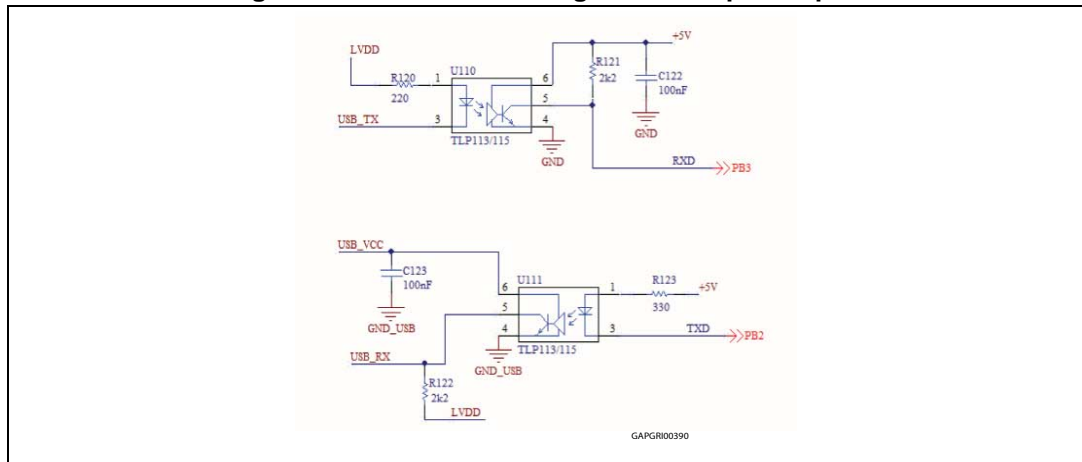 +5V
LVDD
U110
R121
R120
1
6
2k2
C122
100nF
220
5
USB_TX
3
4
GND
TLP113/115
GND
RXD
PB3
USB_VCC
C123
U111
R123
100nF
6
1
+5V
5
330
GND_USB
4
3
TXD
PB2
USB_RX
TLP113/115
GND_USB
R122
2k2
LVDD
GAPGRI00390